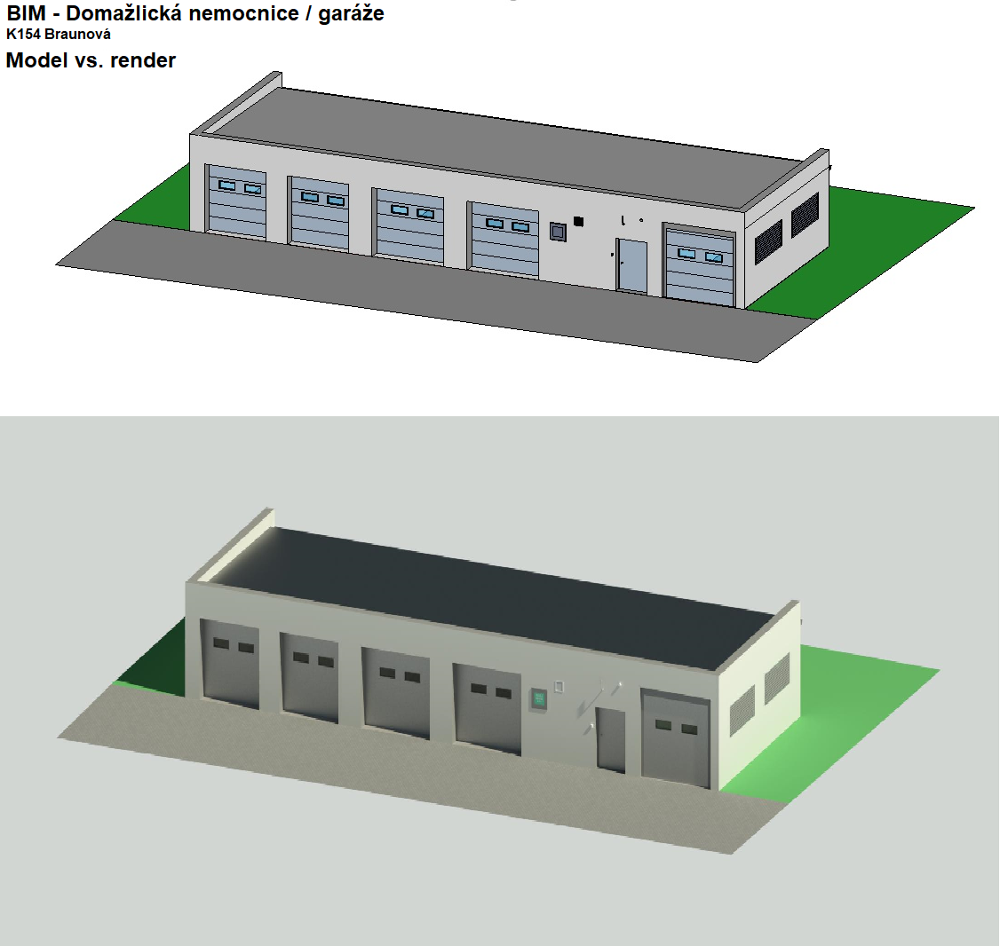 BIM - Domažlická nemocnice / garáže
K154 Braunová
Model vs. render